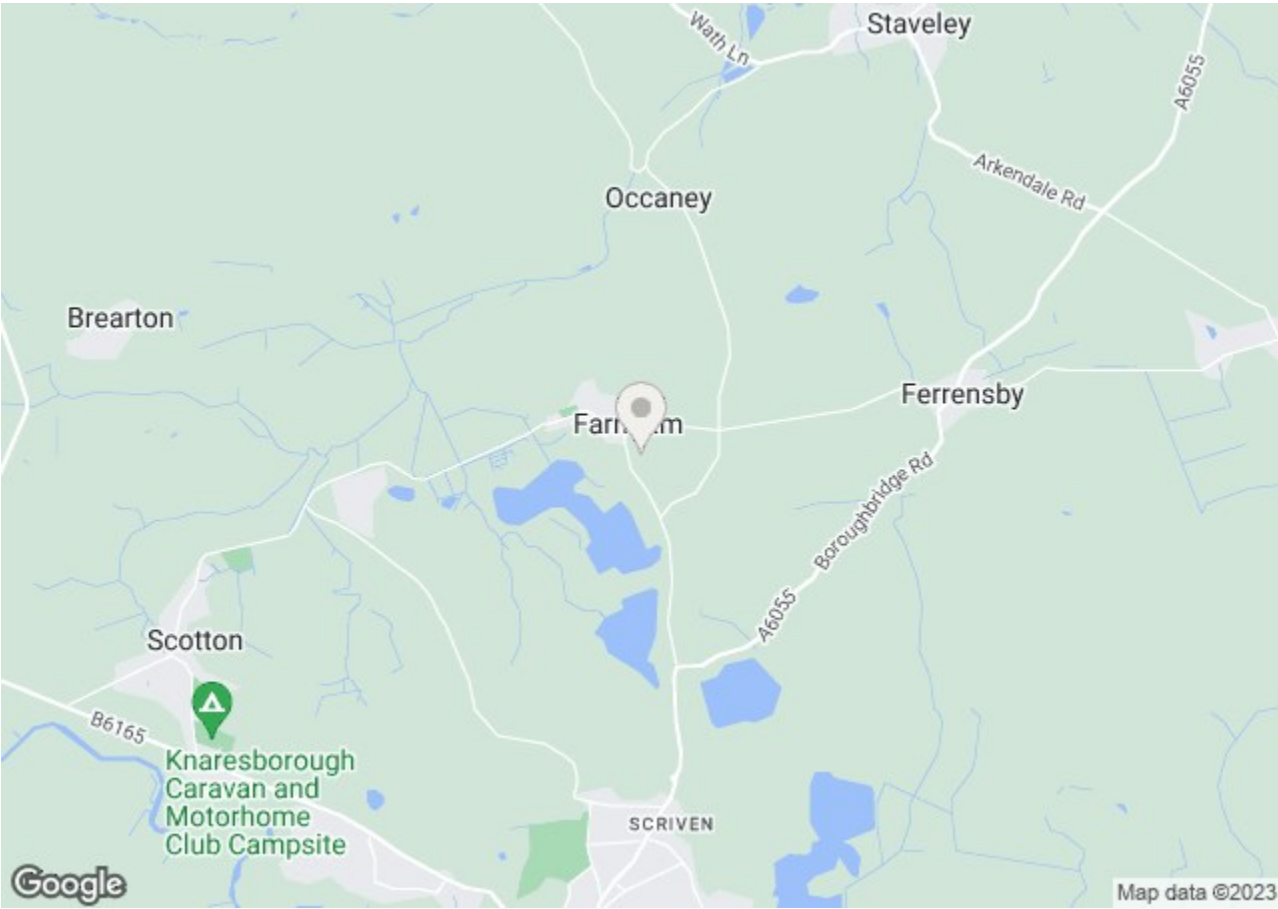 Staveley
Wath Ln
A6055
Arkendale Rd
Occaney
Brearton
Ferrensby
Boroughbridge Rd
A6055
Scotton
B6165
Knaresborough
Caravan and
Motorhome
Club Campsite
SCRIVEN
Google
Map data ©2023